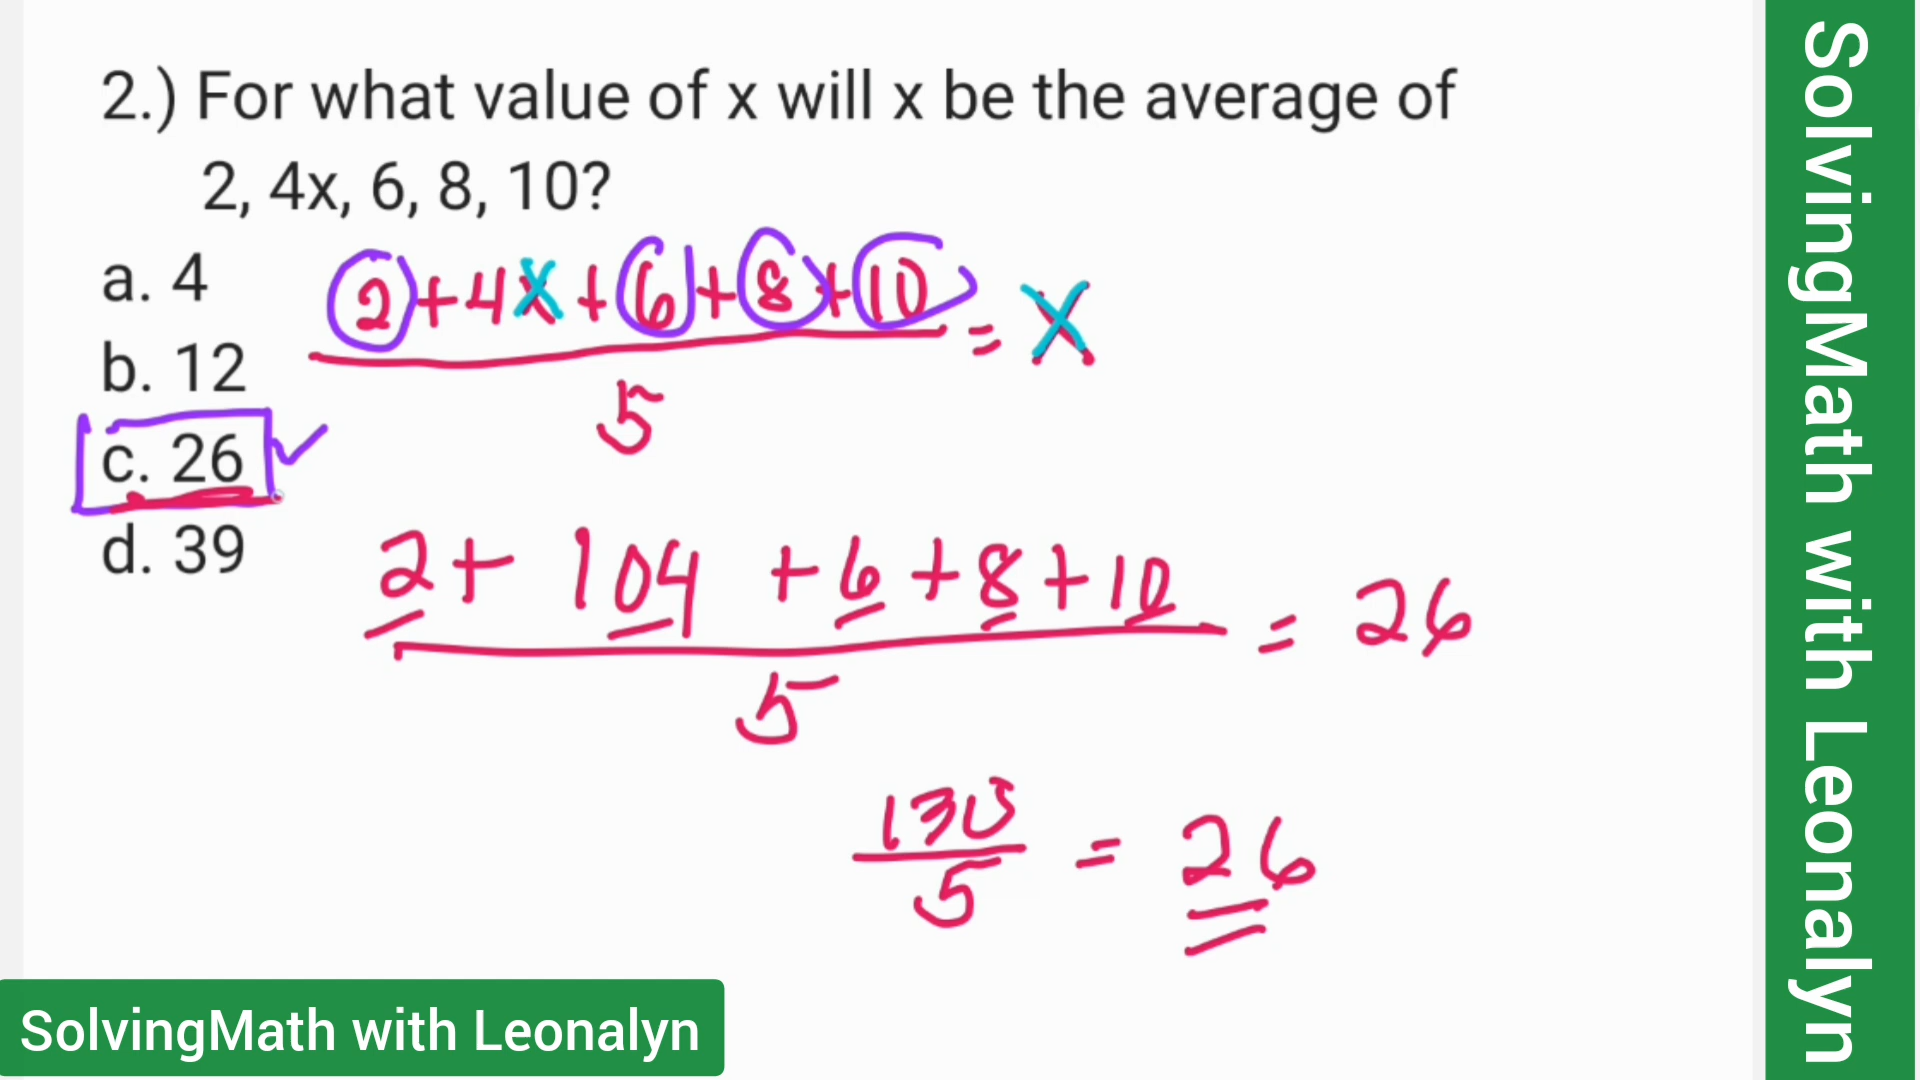 2.) For what value of x will x be the average of
2, 4x, 6, 8, 10?
a. 4
b. 12
c. 26
d. 39
2+4x+6+8+10 = x
5
2+ 104 +6+8+10 = 26
5
130 = 26
5
SolvingMath with Leonalyn
SolvingMath with Leonalyn